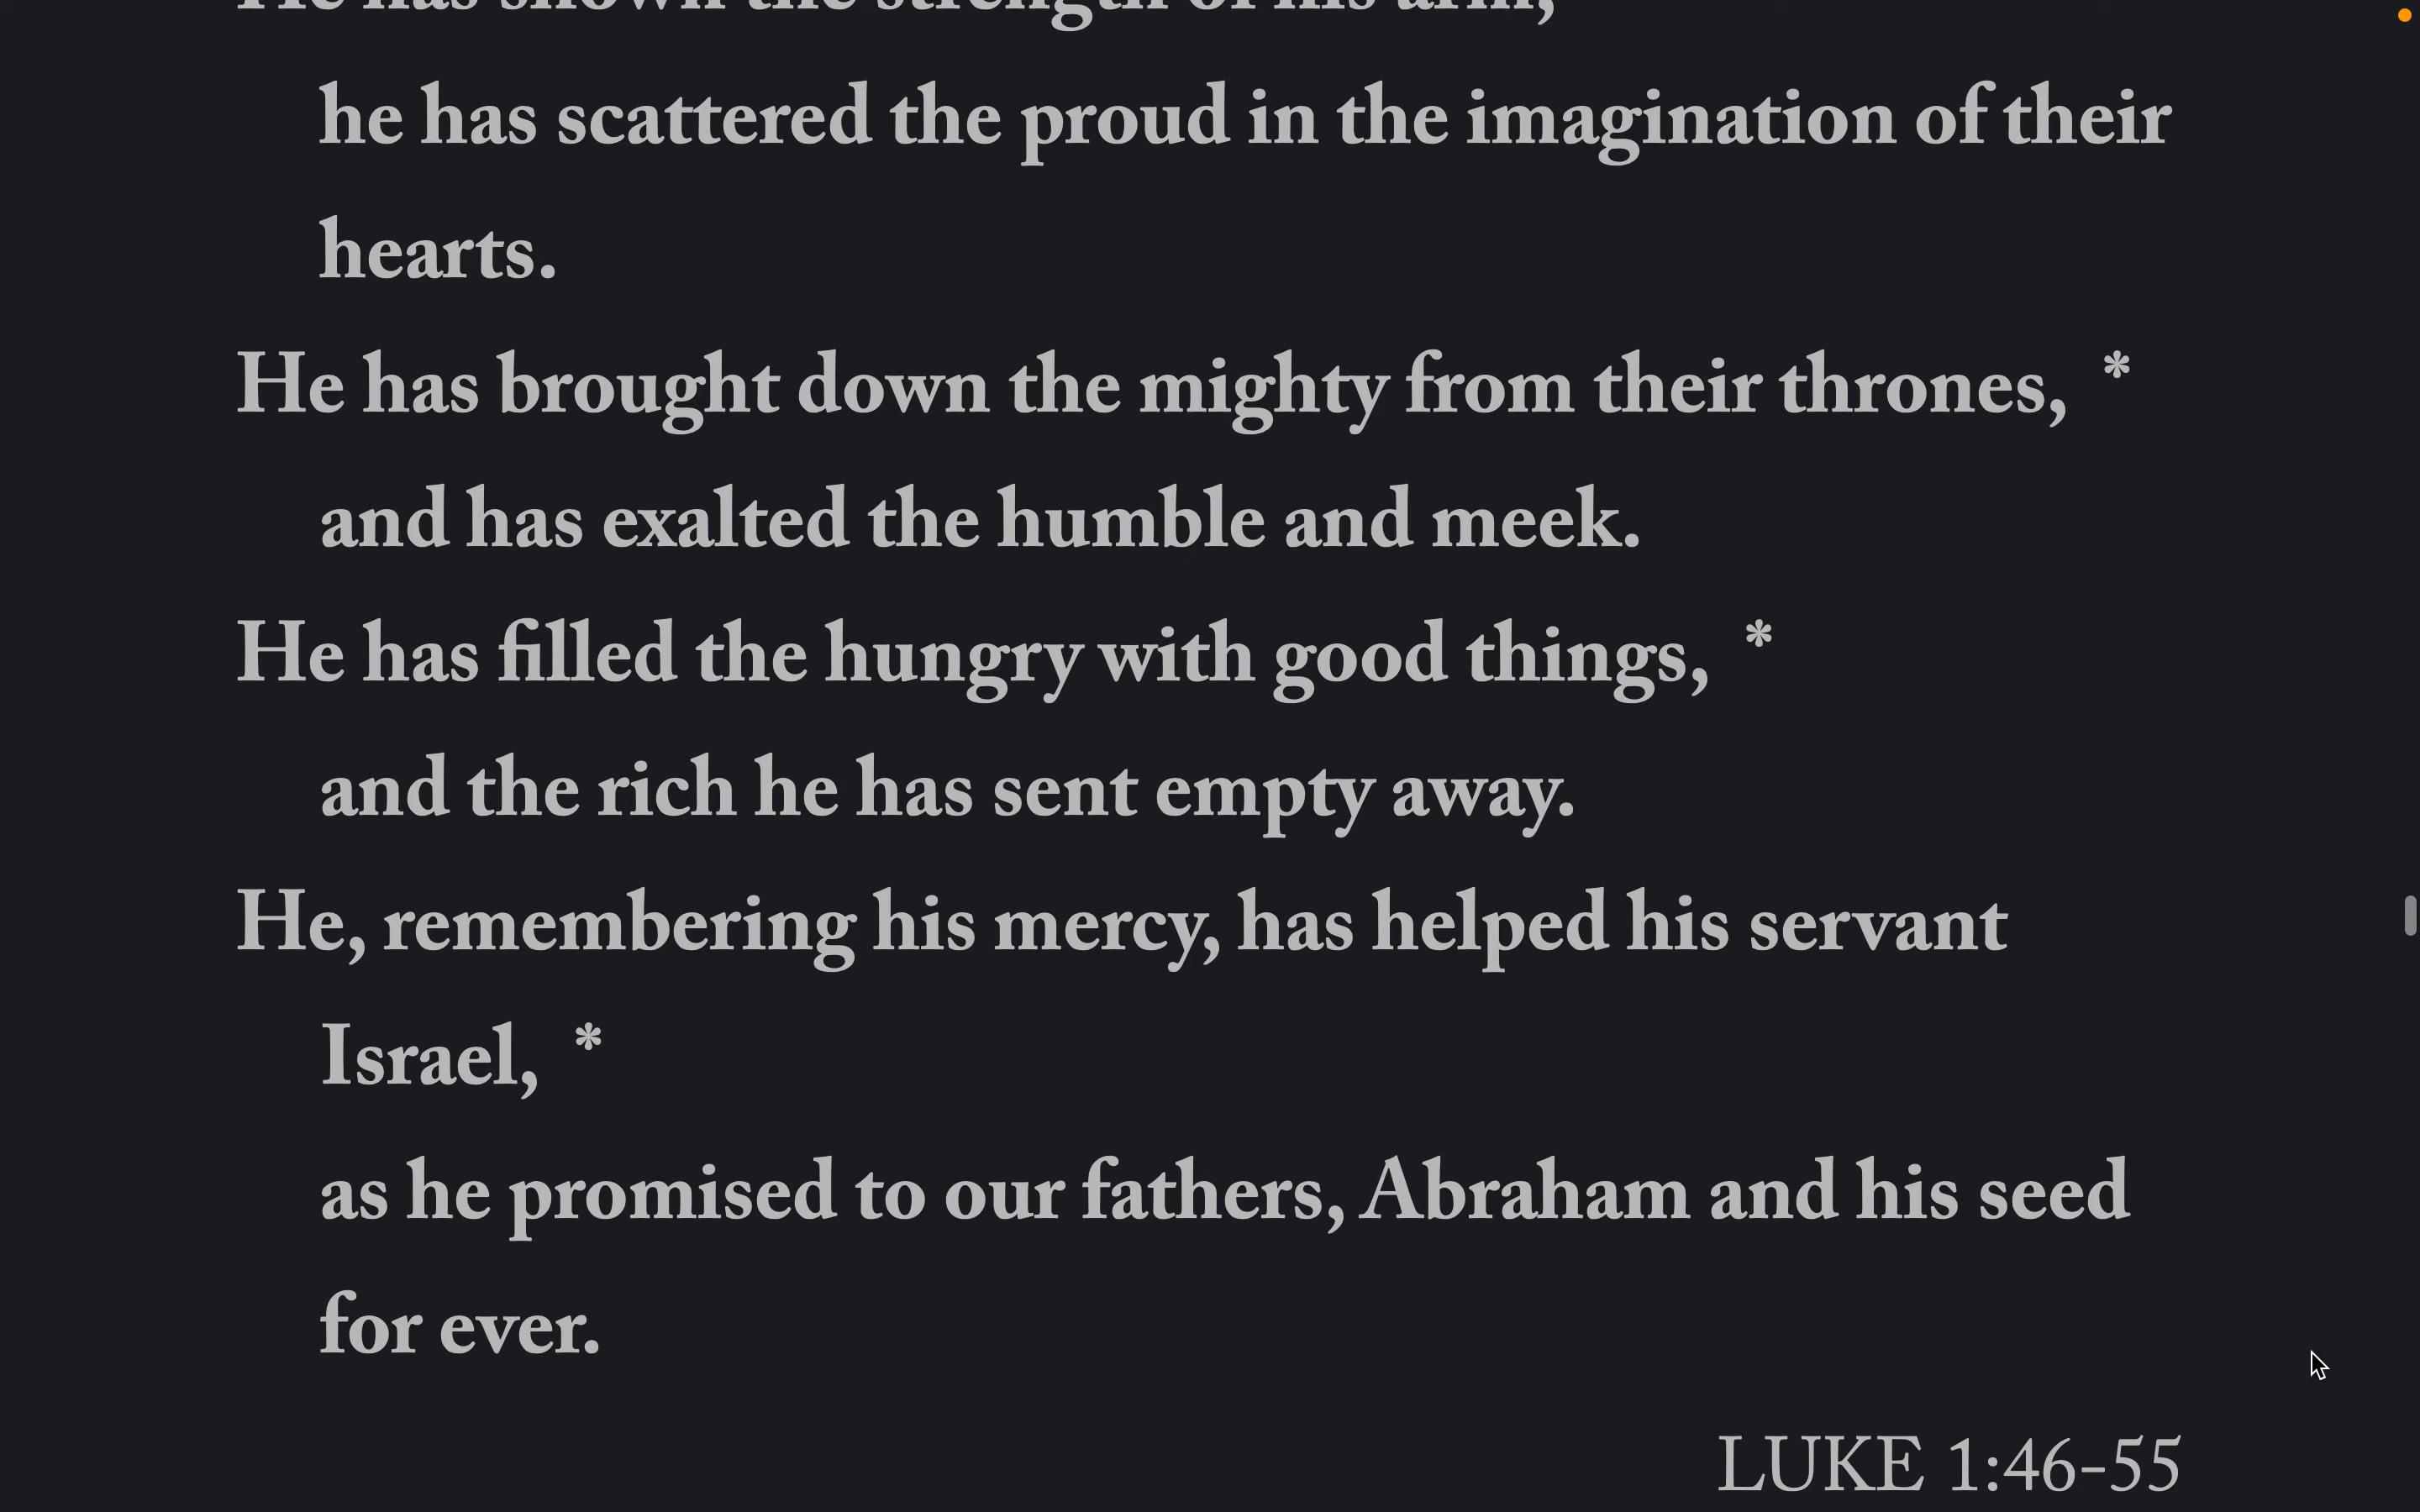 he has scattered the proud in the imagination of their
hearts.
He has brought down the mighty from their thrones, *
and has exalted the humble and meek.
He has filled the hungry with good things, *
and the rich he has sent empty away.
He, remembering his mercy, has helped his servant
Israel, *
as he promised to our fathers, Abraham and his seed
for ever.
LUKE 1:46-55